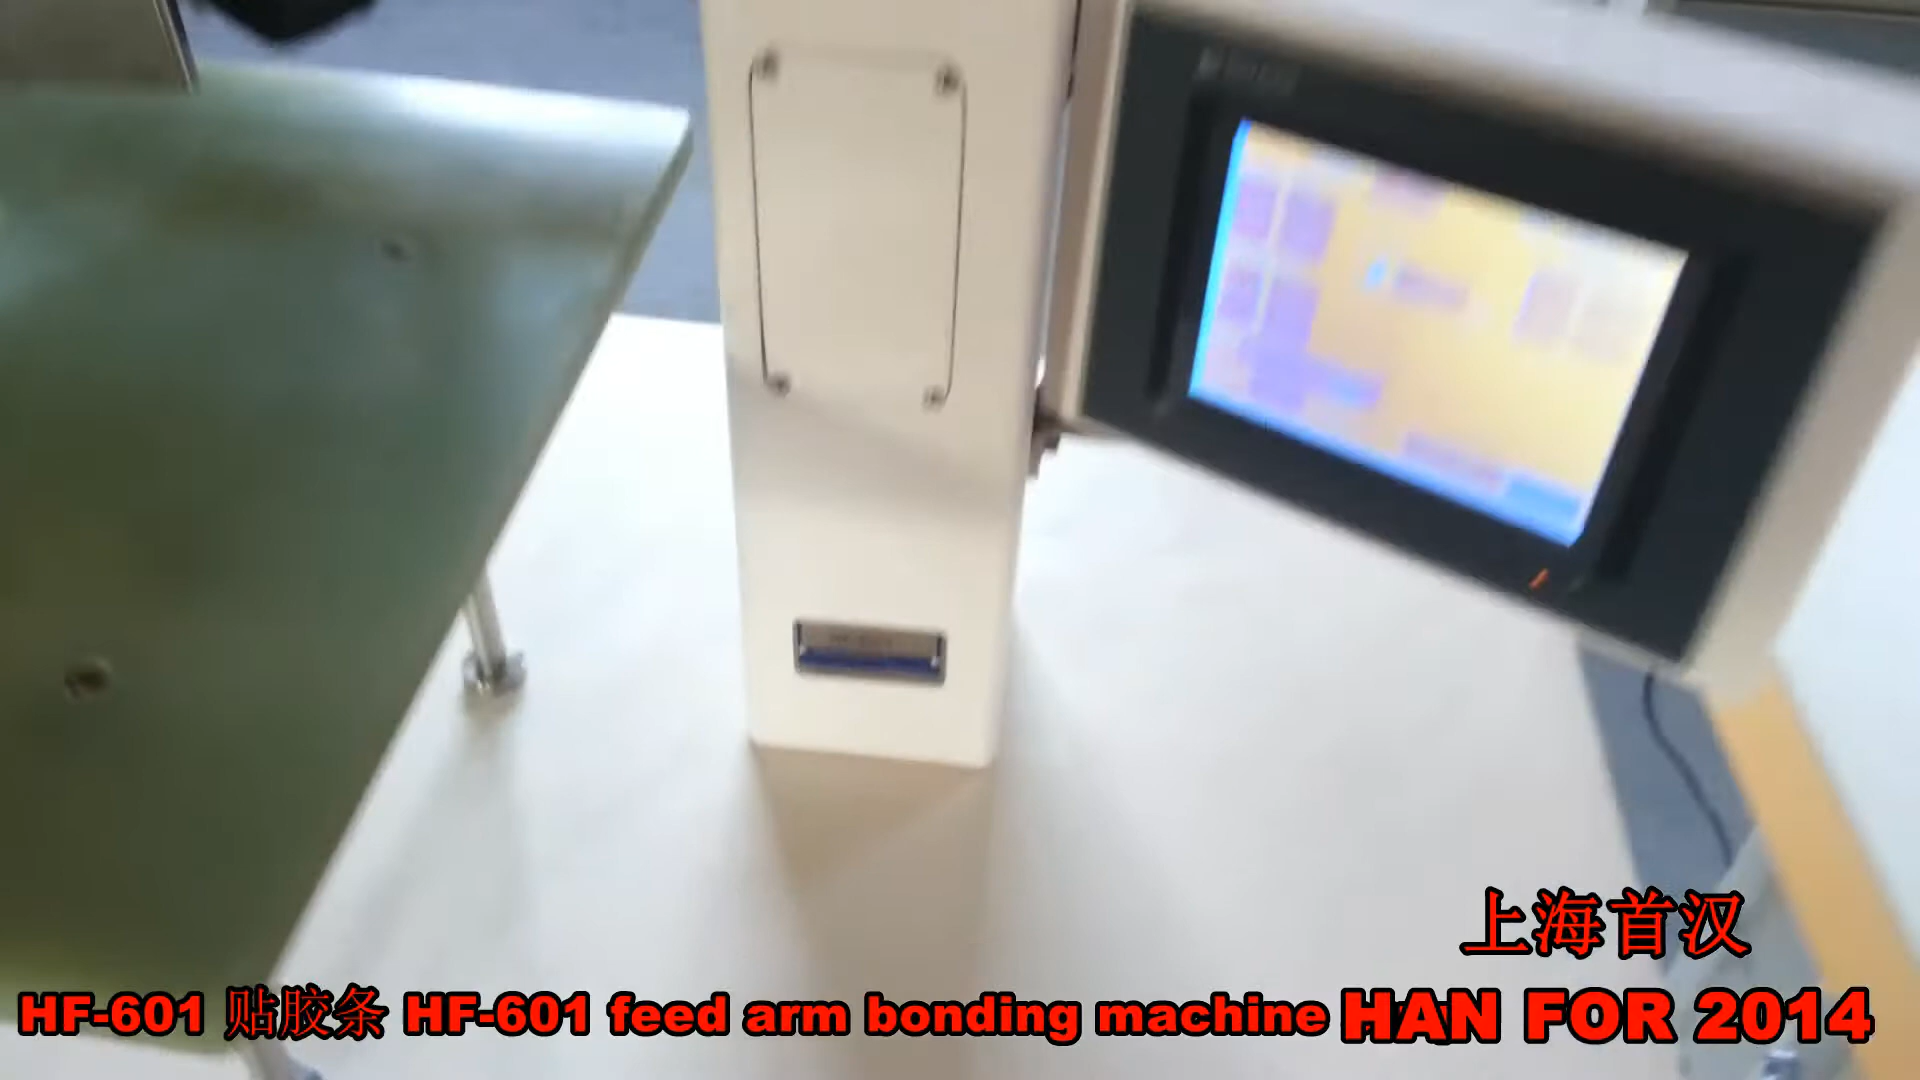 上海首汉
HF-601 贴胶条 HF-601 feed arm bonding machine HAN FOR 2014